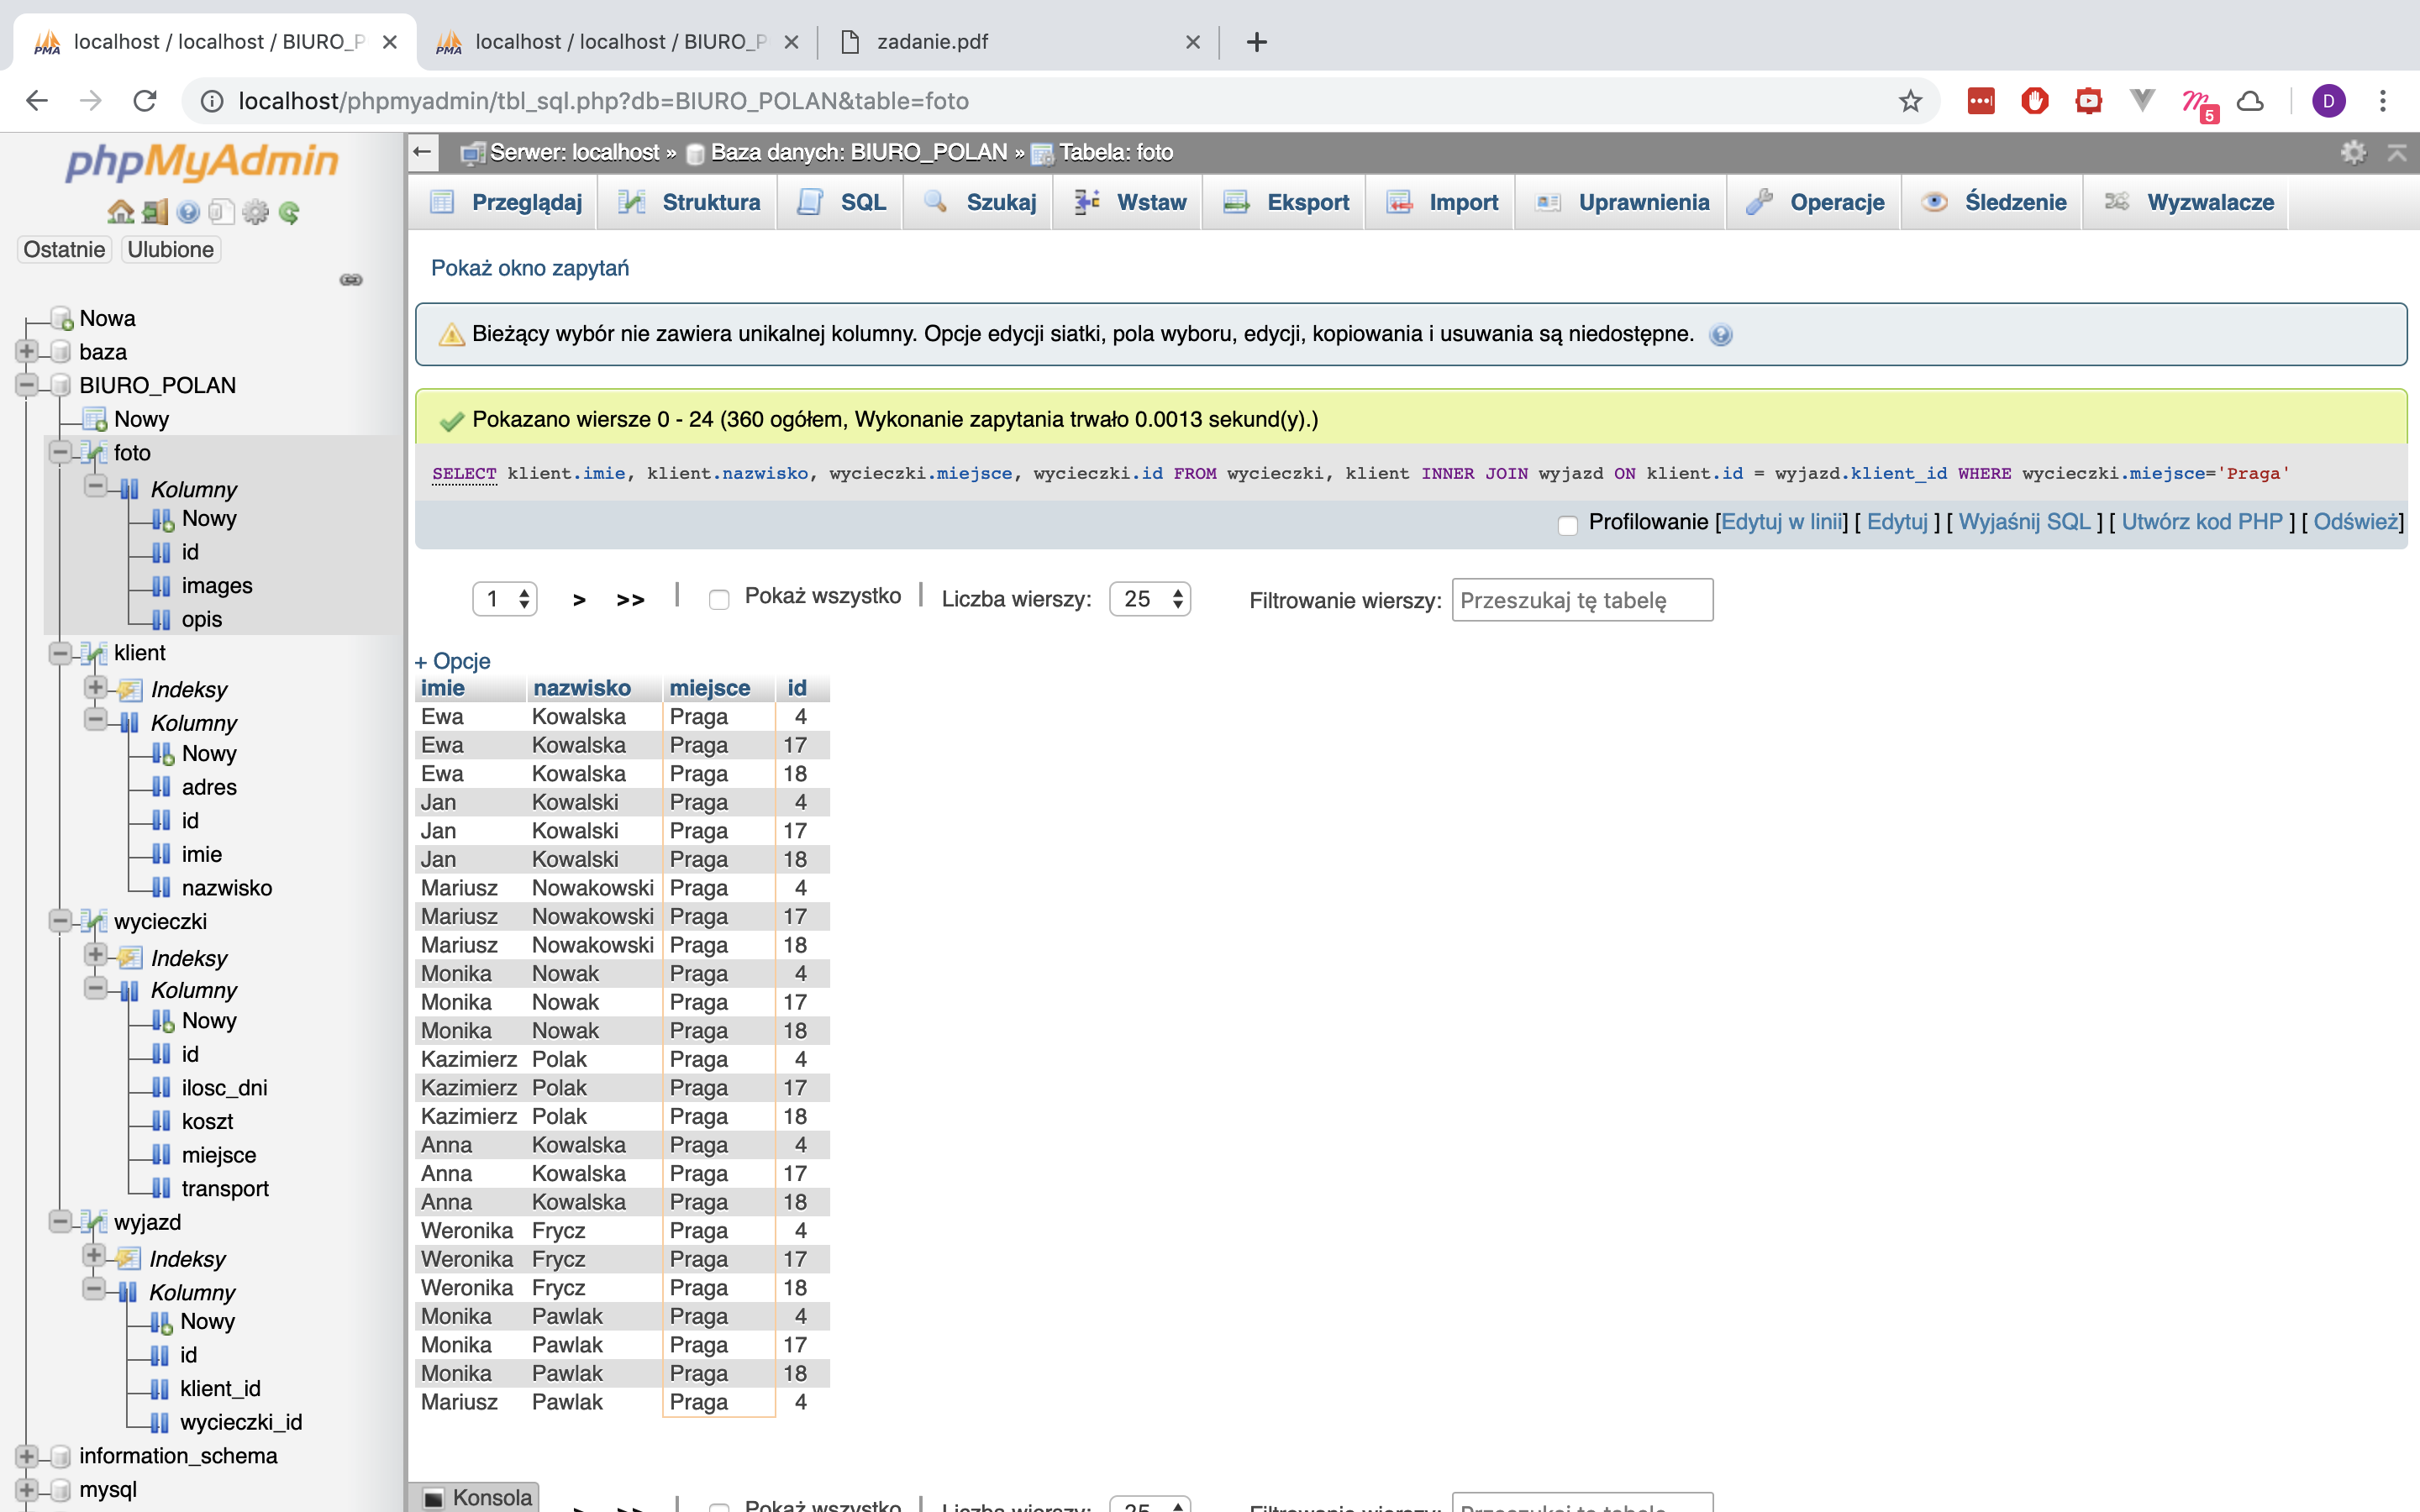 localhost / localhost / BIURO_P
localhost / localhost / BIURO_P
zadanie.pdf
localhost/phpmyadmin/tbl_sql.php?db=BIURO_POLAN&table=foto
5
D
phpMyAdmin
Ostatnie Ulubione
Nowa
baza
BIURO_POLAN
Nowy
foto
Kolumny
Nowy
id
images
opis
klient
Indeksy
Kolumny
Nowy
adres
id
imie
nazwisko
wycieczki
Indeksy
Kolumny
Nowy
id
ilosc_dni
koszt
miejsce
transport
wyjazd
Indeksy
Kolumny
Nowy
id
klient_id
wycieczki_id
information_schema
mysql
Serwer: localhost » Baza danych: BIURO_POLAN » Tabela: foto
Przeglądaj Struktura SQL Szukaj Wstaw Eksport Import Uprawnienia Operacje Śledzenie Wyzwalacze
Pokaż okno zapytań
Bieżący wybór nie zawiera unikalnej kolumny. Opcje edycji siatki, pola wyboru, edycji, kopiowania i usuwania są niedostępne.
Pokazano wiersze 0 - 24 (360 ogółem, Wykonanie zapytania trwało 0.0013 sekund(y).)
SELECT klient.imie, klient.nazwisko, wycieczki.miejsce, wycieczki.id FROM wycieczki, klient INNER JOIN wyjazd ON klient.id = wyjazd.klient_id WHERE wycieczki.miejsce='Praga'
Profilowanie [Edytuj w linii] [ Edytuj ] [ Wyjaśnij SQL ] [ Utwórz kod PHP ] [ Odśwież]
1 > >> | Pokaż wszystko | Liczba wierszy: 25 Filtrowanie wierszy: Przeszukaj tę tabelę
+ Opcje
imie nazwisko miejsce id
Ewa Kowalska Praga 4
Ewa Kowalska Praga 17
Ewa Kowalska Praga 18
Jan Kowalski Praga 4
Jan Kowalski Praga 17
Jan Kowalski Praga 18
Mariusz Nowakowski Praga 4
Mariusz Nowakowski Praga 17
Mariusz Nowakowski Praga 18
Monika Nowak Praga 4
Monika Nowak Praga 17
Monika Nowak Praga 18
Kazimierz Polak Praga 4
Kazimierz Polak Praga 17
Kazimierz Polak Praga 18
Anna Kowalska Praga 4
Anna Kowalska Praga 17
Anna Kowalska Praga 18
Weronika Frycz Praga 4
Weronika Frycz Praga 17
Weronika Frycz Praga 18
Monika Pawlak Praga 4
Monika Pawlak Praga 17
Monika Pawlak Praga 18
Mariusz Pawlak Praga 4
Konsola
> >> | Pokaż wszystko | Liczba wierszy: 25 Filtrowanie wierszy: Przeszukaj tę tabelę